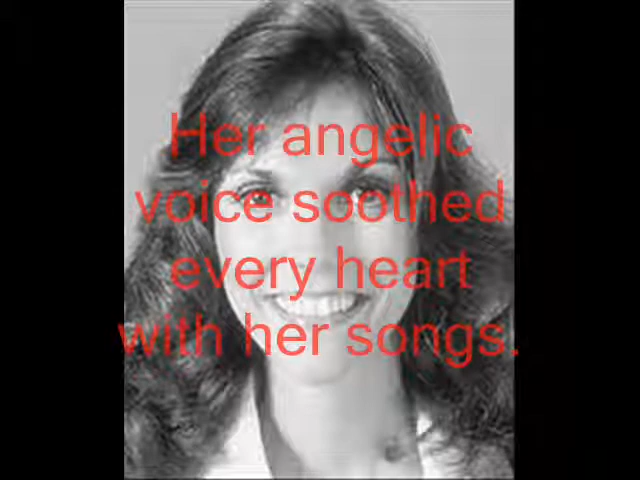 Her angelic
voice soothed
every heart
with her songs.